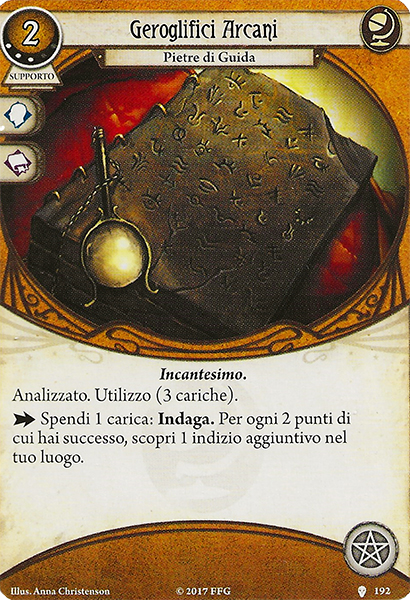 2
Geroglifici Arcani
Pietre di Guida
SUPPORTO
Incantesimo.
Analizzato. Utilizzo (3 cariche).
Spendi 1 carica: Indaga. Per ogni 2 punti di
cui hai successo, scopri 1 indizio aggiuntivo nel
tuo luogo.
Illus. Anna Christenson
© 2017 FFG
192